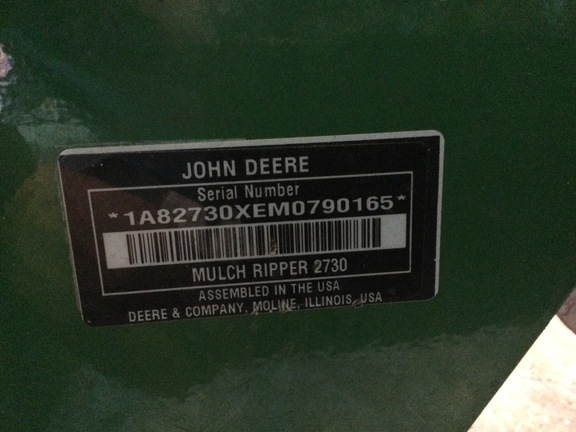 JOHN DEERE
Serial Number
*1A82730XEM0790165*
MULCH RIPPER 2730
ASSEMBLED IN THE USA
DEERE & COMPANY, MOLINE, ILLINOIS, USA